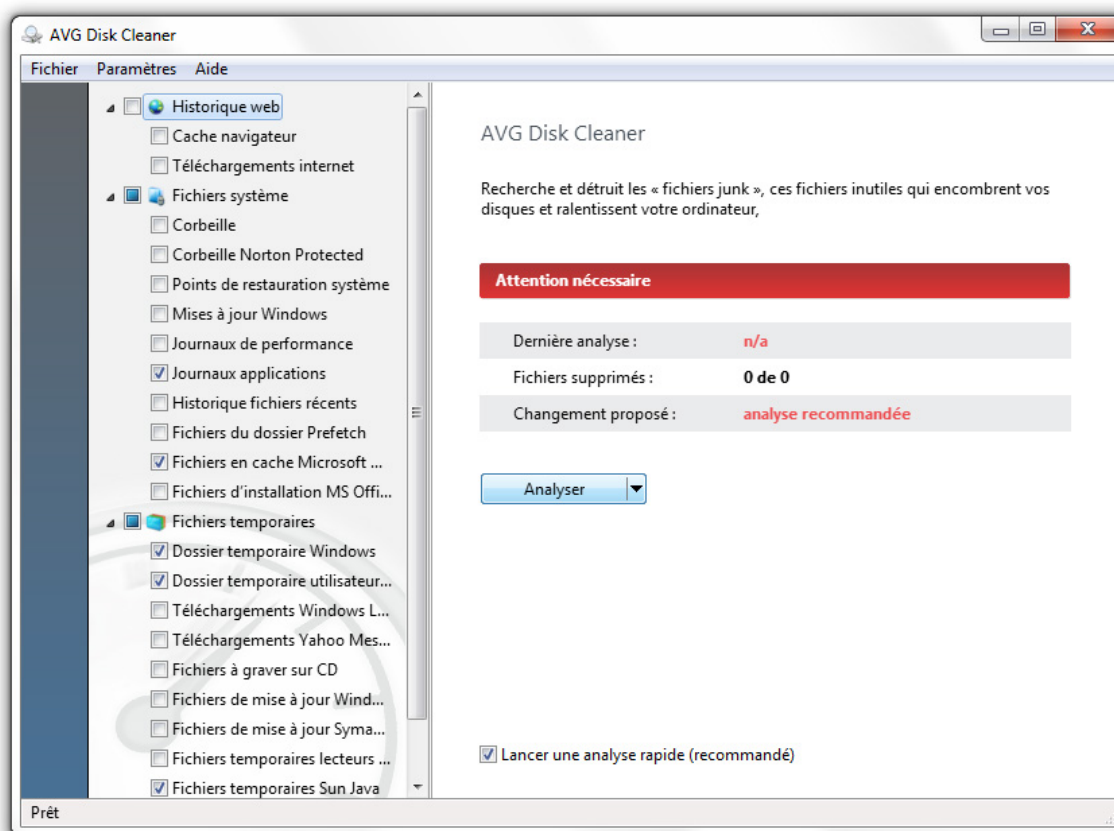 AVG Disk Cleaner
Fichier Paramètres Aide
Historique web
Cache navigateur
Téléchargements internet
Fichiers système
Corbeille
Corbeille Norton Protected
Points de restauration système
Mises à jour Windows
Journaux de performance
Journaux applications
Historique fichiers récents
Fichiers du dossier Prefetch
Fichiers en cache Microsoft ...
Fichiers d'installation MS Offi...
Fichiers temporaires
Dossier temporaire Windows
Dossier temporaire utilisateur...
Téléchargements Windows L...
Téléchargements Yahoo Mes...
Fichiers à graver sur CD
Fichiers de mise à jour Wind...
Fichiers de mise à jour Syma...
Fichiers temporaires lecteurs ...
Fichiers temporaires Sun Java
AVG Disk Cleaner
Recherche et détruit les « fichiers junk », ces fichiers inutiles qui encombrent vos
disques et ralentissent votre ordinateur,
Attention nécessaire
Dernière analyse : n/a
Fichiers supprimés : 0 de 0
Changement proposé : analyse recommandée
Analyser
Lancer une analyse rapide (recommandé)
Prêt